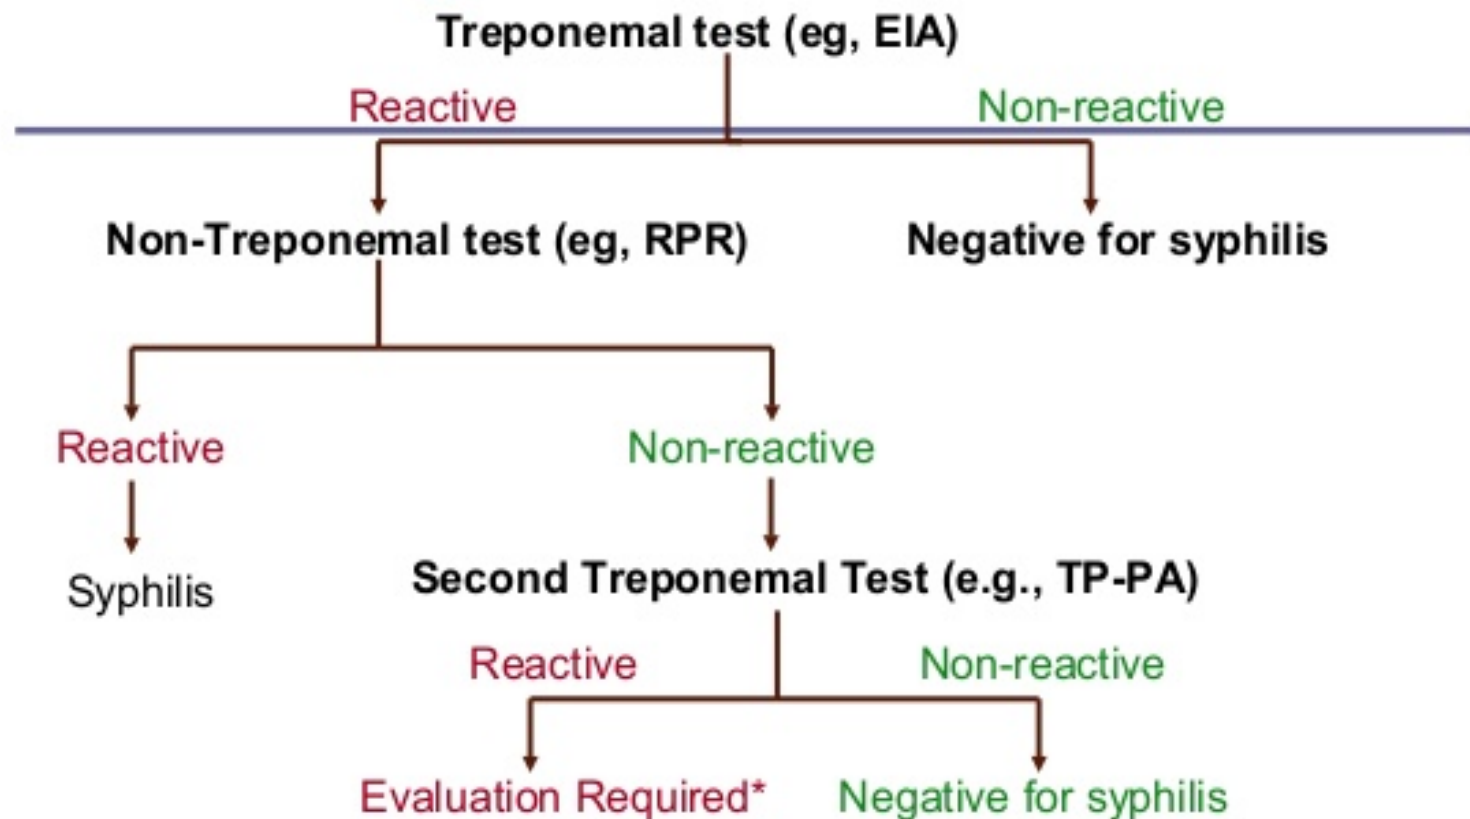 Treponemal test (eg, EIA)
Reactive
Non-reactive
Non-Treponemal test (eg, RPR)
Negative for syphilis
Reactive
Non-reactive
Syphilis
Second Treponemal Test (e.g., TP-PA)
Reactive
Non-reactive
Evaluation Required*
Negative for syphilis